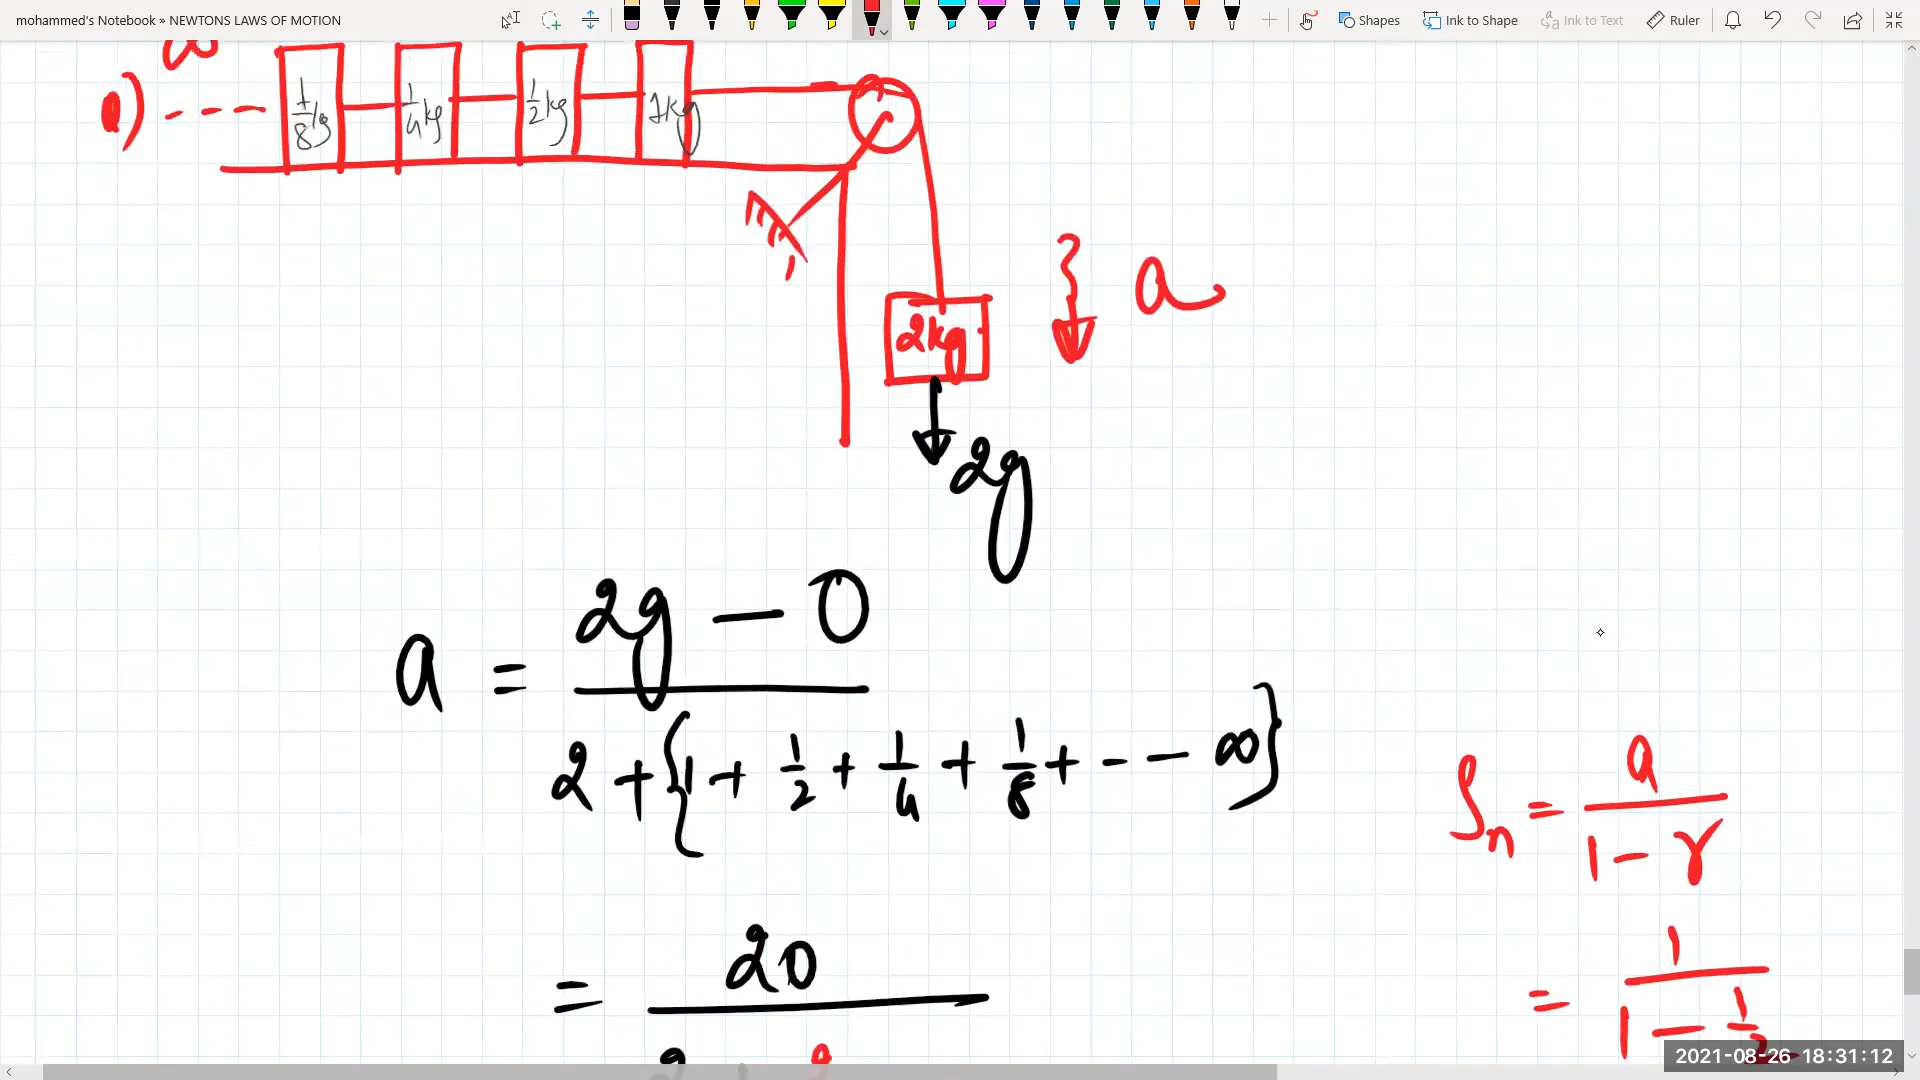 mohammed's Notebook » NEWTONS LAWS OF MOTION
Shapes
Ink to Shape
Ink to Text
Ruler
∞
a) ---- 1/8 kg 1/4 kg 1/2 kg 1kg
2kg
a
2g
a = (2g - 0) / (2 + {1 + 1/2 + 1/4 + 1/8 + -- ∞})
Sn = a / (1 - r)
= 20
= 1 / (1 - 1/2)
2021-08-26 18:31:12